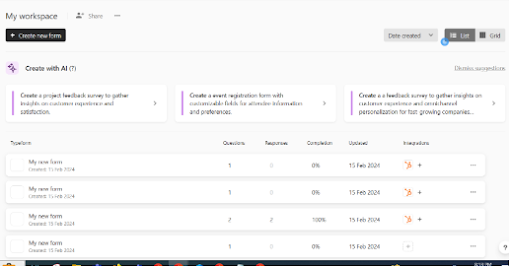 My workspace
Share
+ Create new form
Date created
List
Grid
Create with AI (?)
Dismiss suggestions
Create a project feedback survey to gather
insights on customer experience and
satisfaction.
Create a event registration form with
customizable fields for attendee information
and preferences.
Create a e feedback survey to gather insights on
customer experience and omnichannel
personalization for fast-growing companies...
Typeform Questions Responses Completion Updated Integrations
My new form
Created: 15 Feb 2024
1 0 0% 15 Feb 2024 +
My new form
Created: 15 Feb 2024
1 0 0% 15 Feb 2024 +
My new form
Created: 15 Feb 2024
2 2 100% 15 Feb 2024 +
My new form
Created: 15 Feb 2024
1 0 0% 15 Feb 2024 +
?